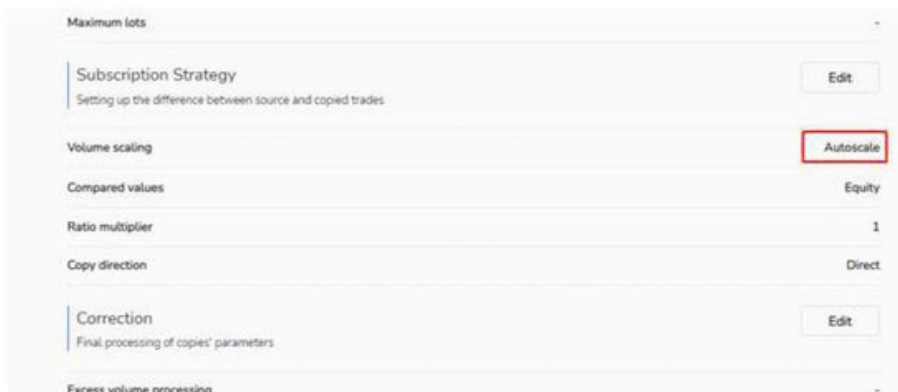 Maximum lots -
Subscription Strategy Edit
Setting up the difference between source and copied trades
Volume scaling Autoscale
Compared values Equity
Ratio multiplier 1
Copy direction Direct
Correction Edit
Final processing of copies' parameters
Excess volume processing -